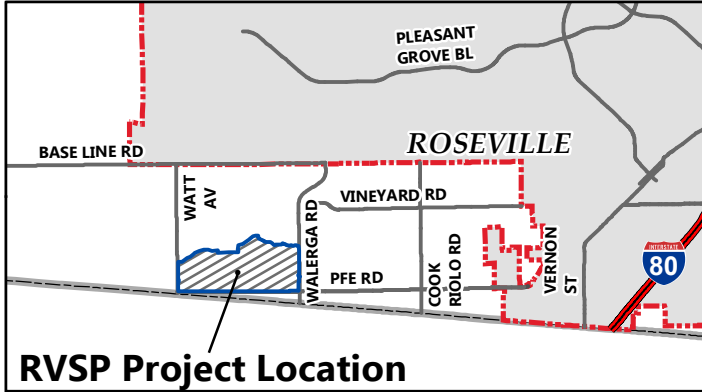 PLEASANT
GROVE BL
ROSEVILLE
BASE LINE RD
WATT
AV
WALERGA RD
VINEYARD RD
COOK
RIOLO RD
PFE RD
VERNON
ST
INTERSTATE
80
RVSP Project Location